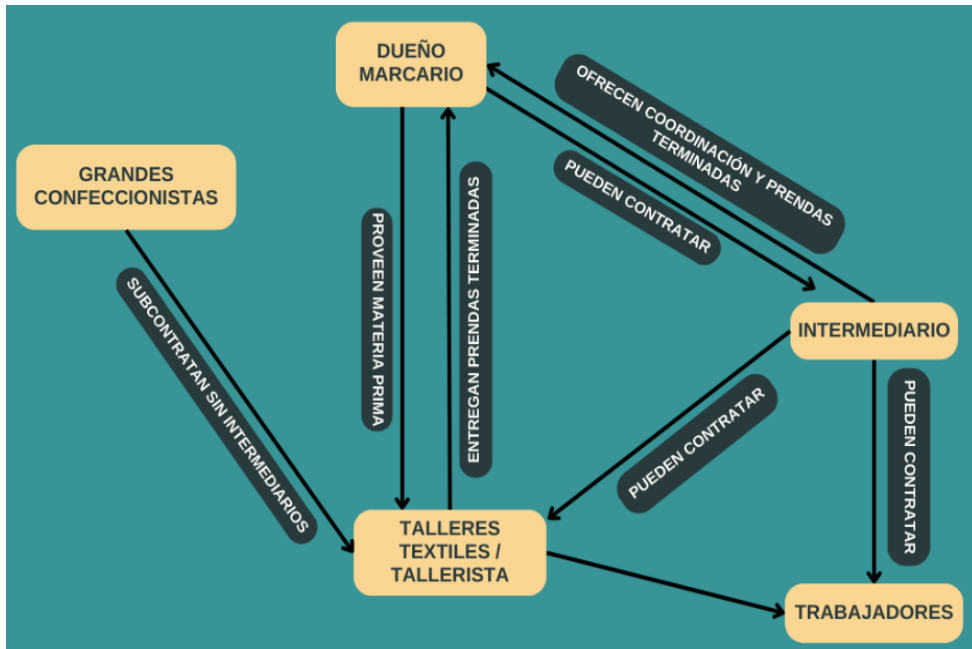 DUEÑO
MARCARIO
OFRECEN COORDINACIÓN Y PRENDAS
TERMINADAS
PUEDEN CONTRATAR
GRANDES
CONFECCIONISTAS
SUBCONTRATAN SIN INTERMEDIARIOS
PROVEEN MATERIA PRIMA
ENTREGAN PRENDAS TERMINADAS
INTERMEDIARIO
PUEDEN CONTRATAR
PUEDEN CONTRATAR
TALLERES
TEXTILES /
TALLERISTA
TRABAJADORES